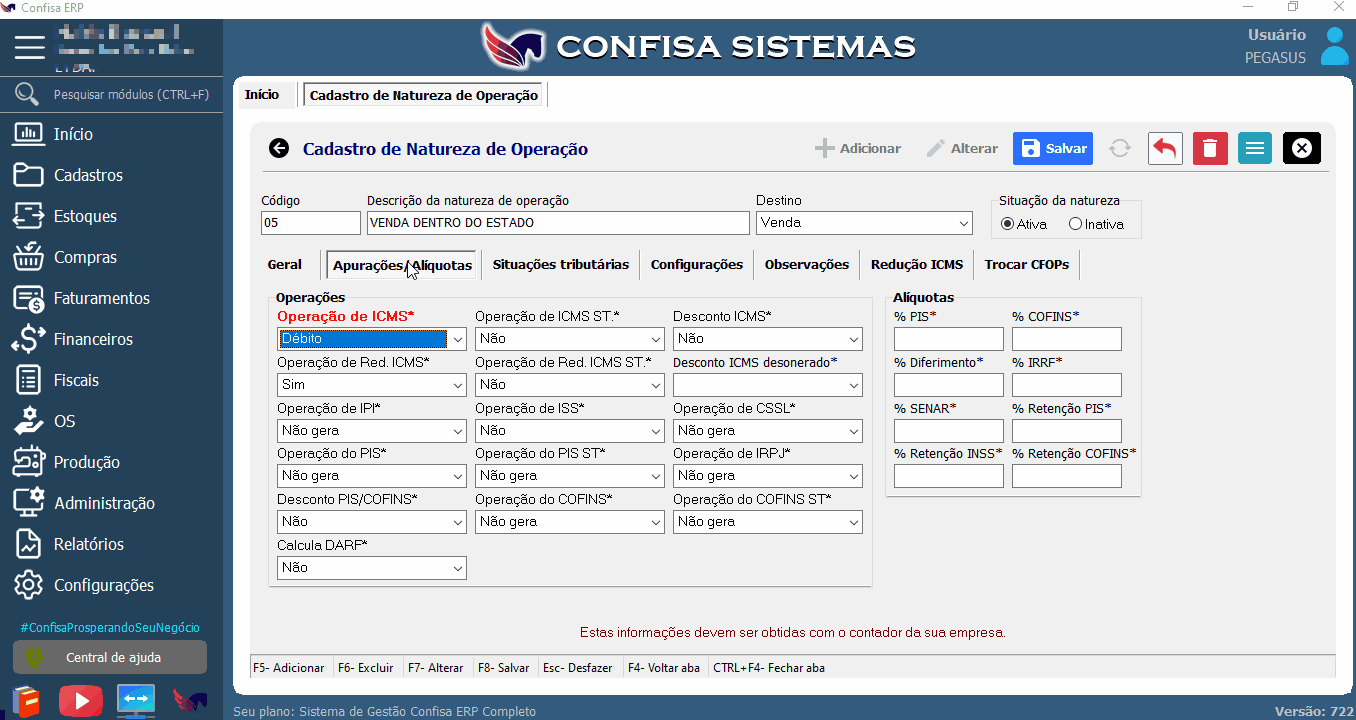 Confisa ERP
CONFISA SISTEMAS
Usuário
PEGASUS
LTDA.
Pesquisar módulos (CTRL+F)
Início
Cadastros
Estoques
Compras
Faturamentos
Financeiros
Fiscais
OS
Produção
Administração
Relatórios
Configurações
#ConfisaProsperandoSeuNegócio
Central de ajuda
Início
Cadastro de Natureza de Operação
Cadastro de Natureza de Operação
Adicionar
Alterar
Salvar
Código
Descrição da natureza de operação
Destino
Situação da natureza
05
VENDA DENTRO DO ESTADO
Venda
Ativa
Inativa
Geral
Apurações/Alíquotas
Situações tributárias
Configurações
Observações
Redução ICMS
Trocar CFOPs
Operações
Operação de ICMS*
Operação de ICMS ST.*
Desconto ICMS*
Débito
Não
Não
Operação de Red. ICMS*
Operação de Red. ICMS ST.*
Desconto ICMS desonerado*
Sim
Não
Operação de IPI*
Operação de ISS*
Operação de CSSL*
Não gera
Não
Não gera
Operação do PIS*
Operação do PIS ST*
Operação de IRPJ*
Não gera
Não gera
Não gera
Desconto PIS/COFINS*
Operação do COFINS*
Operação do COFINS ST*
Não
Não gera
Não gera
Calcula DARF*
Não
Alíquotas
% PIS*
% COFINS*
% Diferimento*
% IRRF*
% SENAR*
% Retenção PIS*
% Retenção INSS*
% Retenção COFINS*
Estas informações devem ser obtidas com o contador da sua empresa.
F5- Adicionar
F6- Excluir
F7- Alterar
F8- Salvar
Esc- Desfazer
F4- Voltar aba
CTRL+F4- Fechar aba
Seu plano: Sistema de Gestão Confisa ERP Completo
Versão: 722